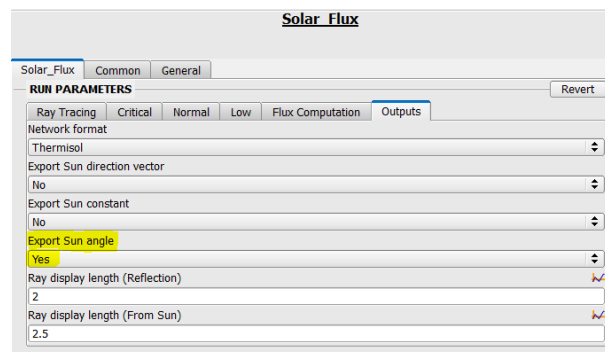 Solar_Flux
Solar_Flux Common General
RUN PARAMETERS Revert
Ray Tracing Critical Normal Low Flux Computation Outputs
Network format
Thermisol
Export Sun direction vector
No
Export Sun constant
No
Export Sun angle
Yes
Ray display length (Reflection)
2
Ray display length (From Sun)
2.5